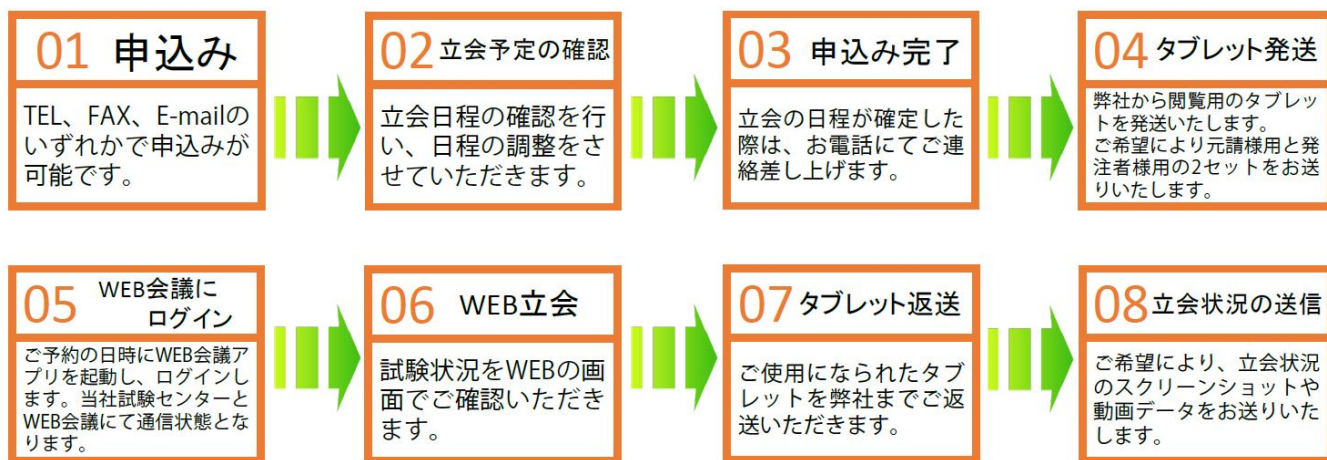 01 申込み
TEL、FAX、E-mailの
いずれかで申込みが
可能です。
02 立会予定の確認
立会日程の確認を行
い、日程の調整をさ
せていただきます。
03 申込み完了
立会の日程が確定した
際は、お電話にてご連
絡差し上げます。
04 タブレット発送
弊社から閲覧用のタブレッ
トを発送いたします。
ご希望により元請様用と発
注者様用の2セットをお送
りいたします。
05 WEB会議に
ログイン
ご予約の日時にWEB会議ア
プリを起動し、ログインし
ます。当社試験センターと
WEB会議にて通信状態とな
ります。
06 WEB立会
試験状況をWEBの画
面でご確認いただき
ます。
07 タブレット返送
ご使用になられたタブ
レットを弊社までご返
送いただきます。
08 立会状況の送信
ご希望により、立会状況
のスクリーンショットや
動画データをお送りいた
します。